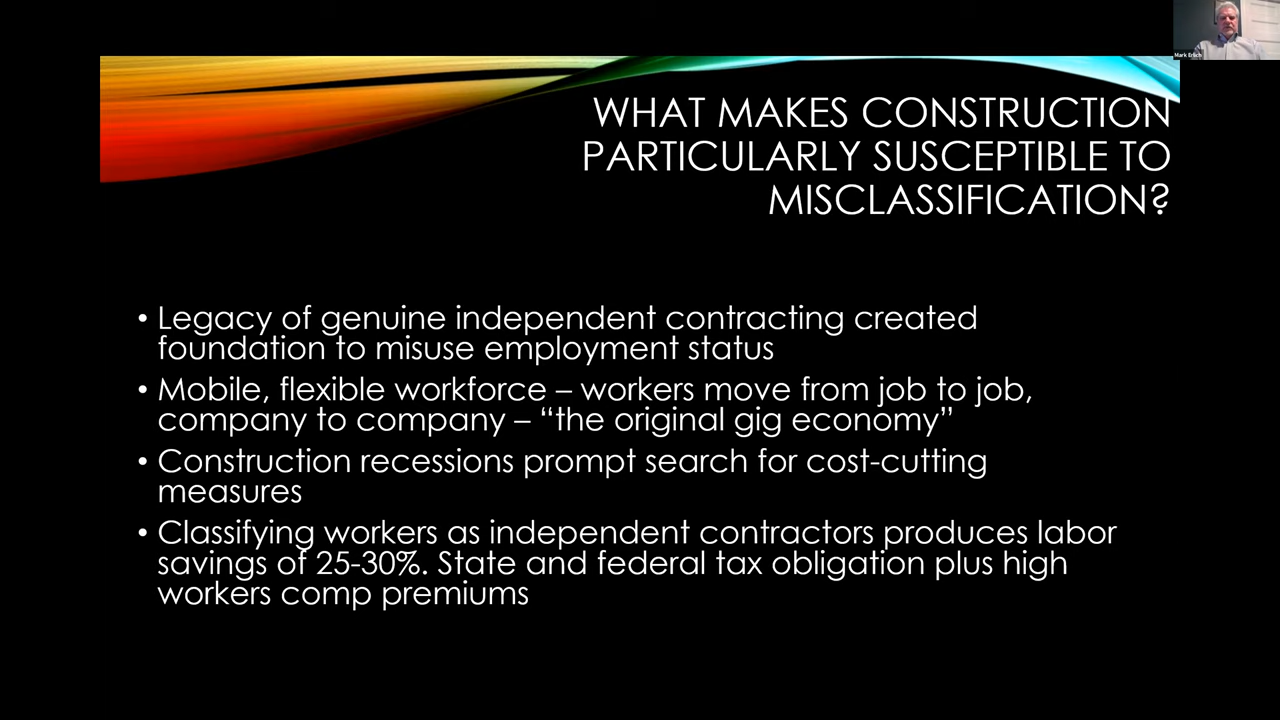 Mark Erlich
WHAT MAKES CONSTRUCTION
PARTICULARLY SUSCEPTIBLE TO
MISCLASSIFICATION?
• Legacy of genuine independent contracting created
foundation to misuse employment status
• Mobile, flexible workforce – workers move from job to job,
company to company – “the original gig economy”
• Construction recessions prompt search for cost-cutting
measures
• Classifying workers as independent contractors produces labor
savings of 25-30%. State and federal tax obligation plus high
workers comp premiums